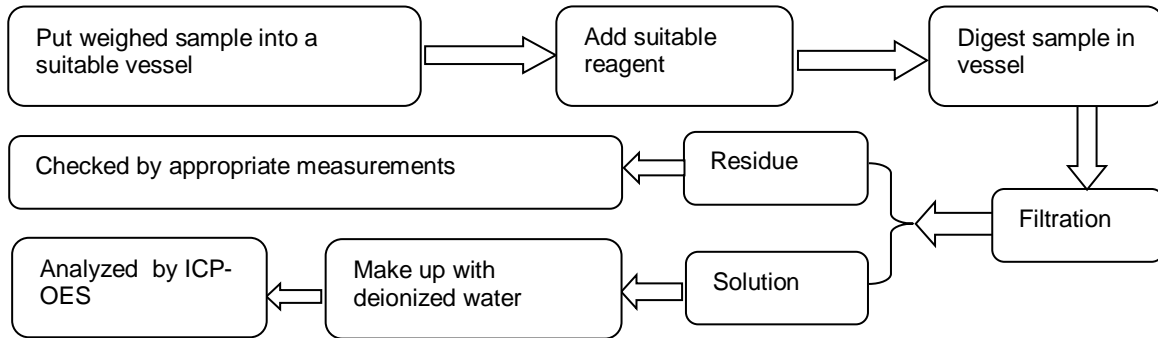 Put weighed sample into a
suitable vessel
Add suitable
reagent
Digest sample in
vessel
Filtration
Residue
Checked by appropriate measurements
Solution
Make up with
deionized water
Analyzed by ICP-
OES